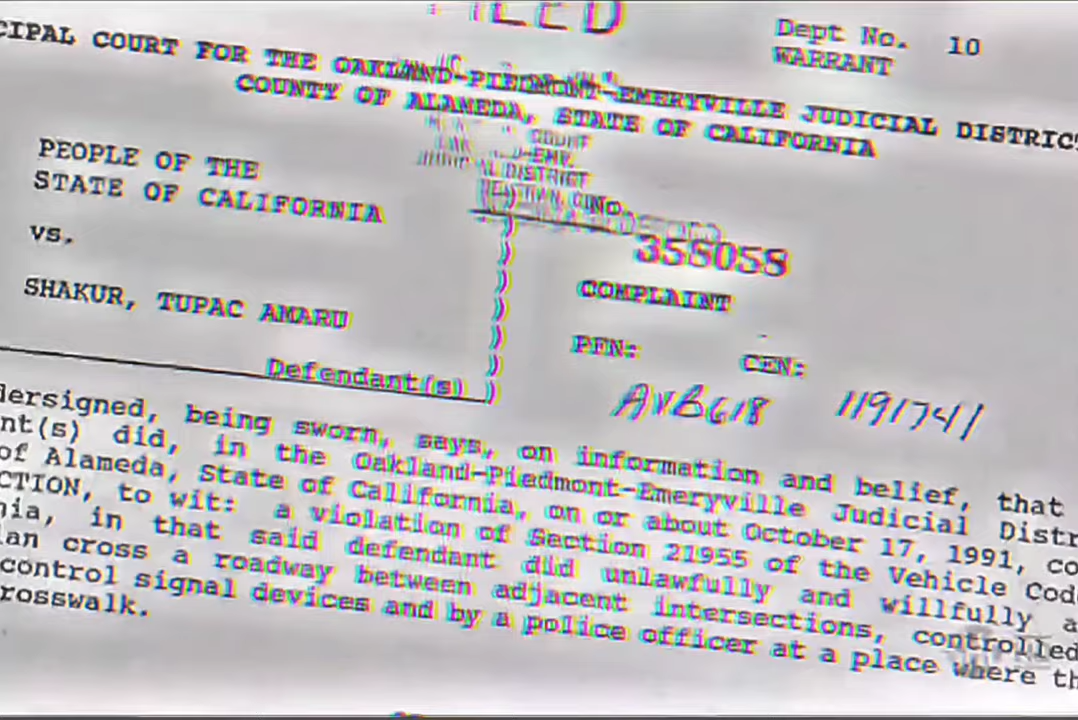 FILED
Dept No. 10
WARRANT
CIPAL COURT FOR THE OAKLAND-PIEDMONT-EMERYVILLE JUDICIAL DISTRICT
COUNTY OF ALAMEDA, STATE OF CALIFORNIA
COURT
DISTRICT
PEOPLE OF THE
STATE OF CALIFORNIA
vs.
SHAKUR, TUPAC AMARU
Defendant(s)
)
)
)
)
)
)
)
NO.
358058
COMPLAINT
PFN: CEN:
AVB618 1191741
dersigned, being sworn, says, on information and belief, that
nt(s) did, in the Oakland-Piedmont-Emeryville Judicial Distr
of Alameda, State of California, on or about October 17, 1991, co
CTION, to wit: a violation of Section 21955 of the Vehicle Cod
nia, in that said defendant did unlawfully and willfully a
ian cross a roadway between adjacent intersections, controlled
control signal devices and by a police officer at a place where th
rosswalk.